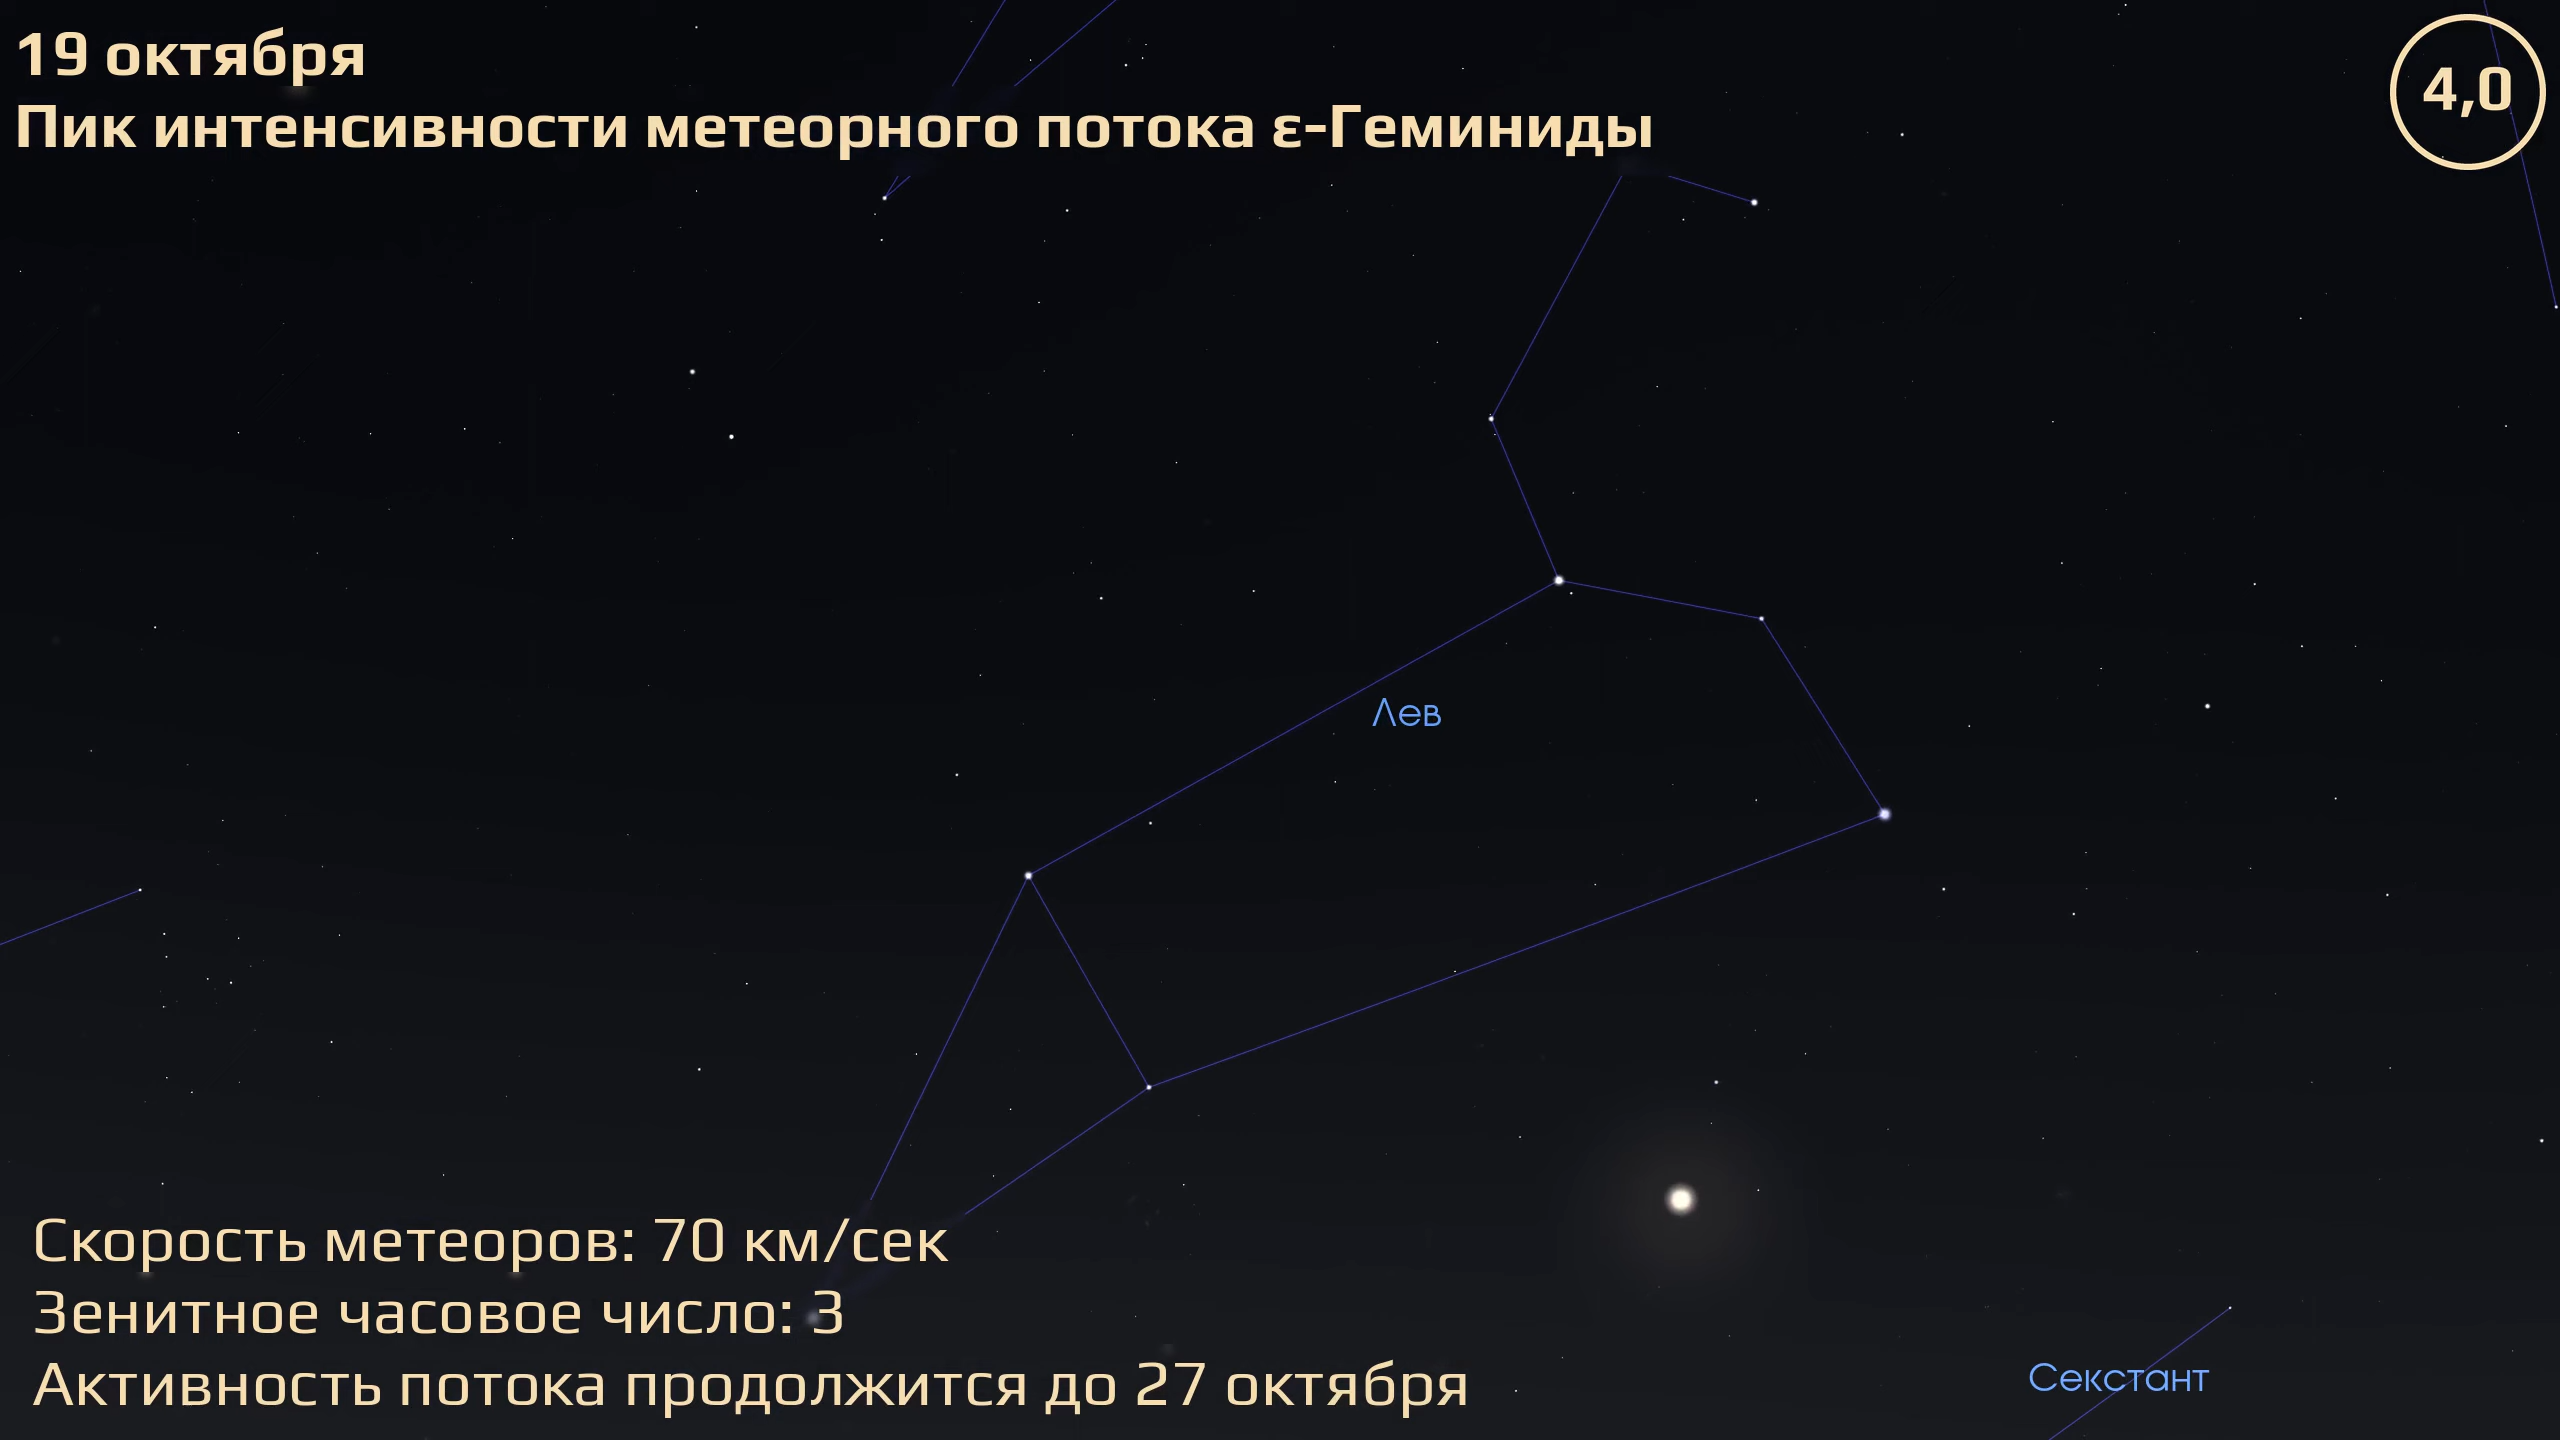 19 октября
Пик интенсивности метеорного потока ε-Геминиды
4,0
Лев
Скорость метеоров: 70 км/сек
Зенитное часовое число: 3
Активность потока продолжится до 27 октября
Секстант